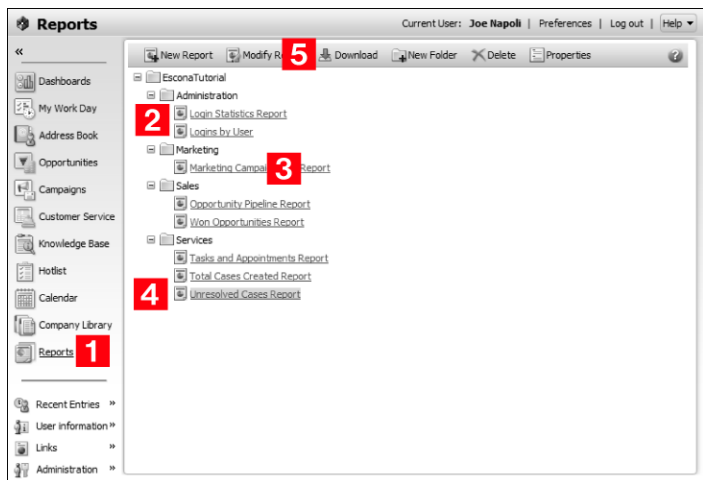 Reports
Current User: Joe Napoli | Preferences | Log out | Help
«
New Report Modify R 5 Download New Folder Delete Properties ?
Dashboards
My Work Day
Address Book
Opportunities
Campaigns
Customer Service
Knowledge Base
Hotlist
Calendar
Company Library
Reports 1
Recent Entries »
User information »
Links »
Administration »
EsconaTutorial
Administration
2 Login Statistics Report
Logins by User
Marketing
Marketing Campai 3 Report
Sales
Opportunity Pipeline Report
Won Opportunities Report
Services
Tasks and Appointments Report
Total Cases Created Report
4 Unresolved Cases Report